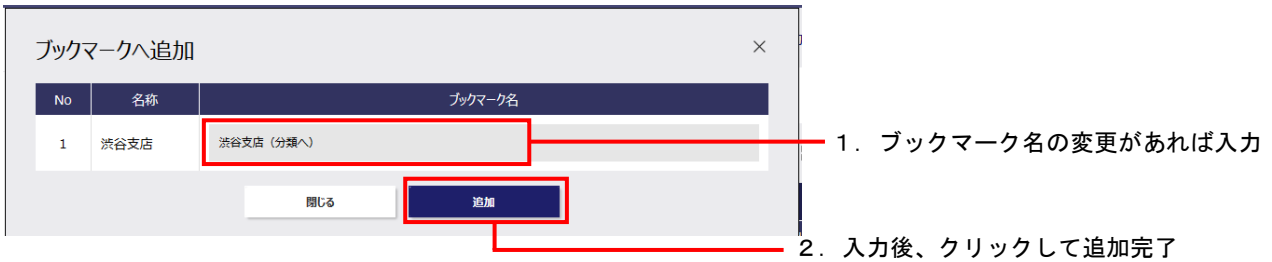 ブックマークへ追加
×
No 名称 ブックマーク名
1 渋谷支店 渋谷支店（分類へ）
1．ブックマーク名の変更があれば入力
閉じる 追加
2．入力後、クリックして追加完了